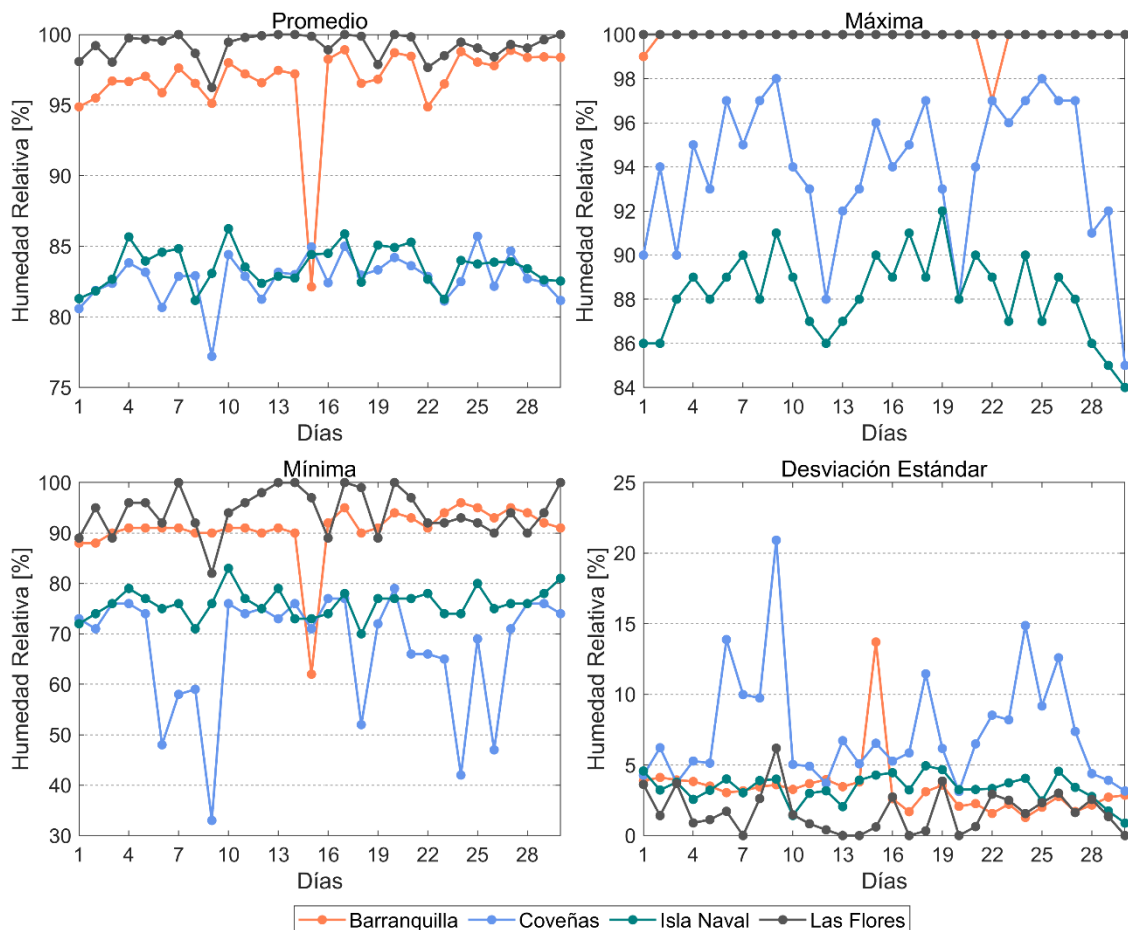 Promedio
Humedad Relativa [%]
100
95
90
85
80
75
1 4 7 10 13 16 19 22 25 28
Días
Máxima
Humedad Relativa [%]
100
98
96
94
92
90
88
86
84
1 4 7 10 13 16 19 22 25 28
Días
Mínima
Humedad Relativa [%]
100
90
80
70
60
50
40
30
1 4 7 10 13 16 19 22 25 28
Días
Desviación Estándar
Humedad Relativa [%]
25
20
15
10
5
0
1 4 7 10 13 16 19 22 25 28
Días
Barranquilla Coveñas Isla Naval Las Flores